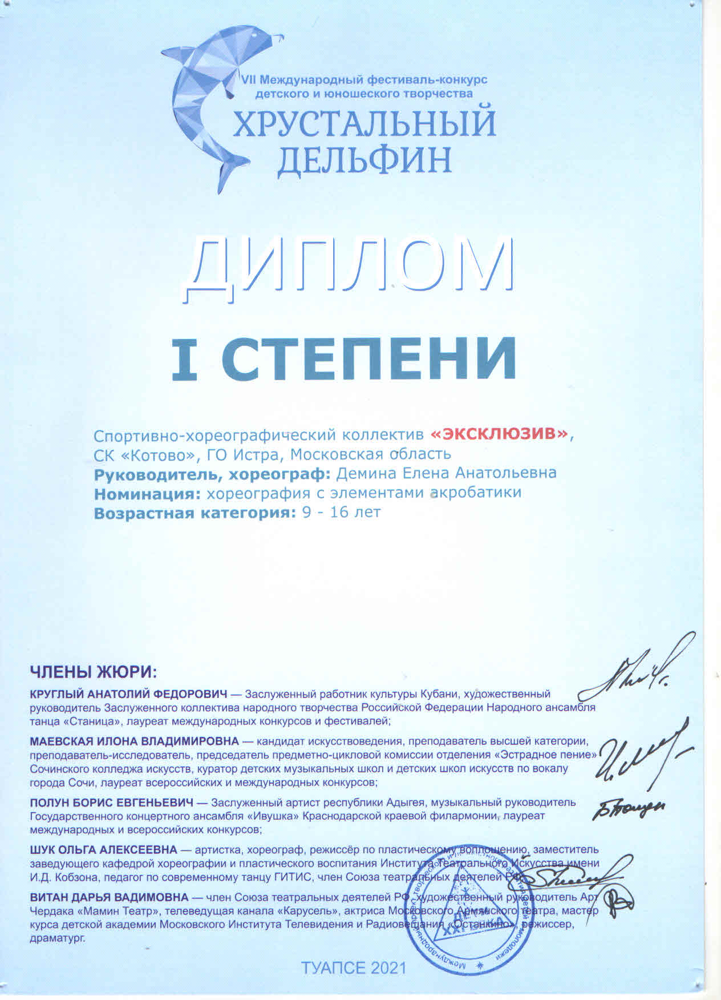 VII Международный фестиваль-конкурс
детского и юношеского творчества
ХРУСТАЛЬНЫЙ
ДЕЛЬФИН
ДИПЛОМ
I СТЕПЕНИ
Спортивно-хореографический коллектив «ЭКСКЛЮЗИВ»,
СК «Котово», ГО Истра, Московская область
Руководитель, хореограф: Демина Елена Анатольевна
Номинация: хореография с элементами акробатики
Возрастная категория: 9 - 16 лет
ЧЛЕНЫ ЖЮРИ:
КРУГЛЫЙ АНАТОЛИЙ ФЕДОРОВИЧ — Заслуженный работник культуры Кубани, художественный
руководитель Заслуженного коллектива народного творчества Российской Федерации Народного ансамбля
танца «Станица», лауреат международных конкурсов и фестивалей;
МАЕВСКАЯ ИЛОНА ВЛАДИМИРОВНА — кандидат искусствоведения, преподаватель высшей категории,
преподаватель-исследователь, председатель предметно-цикловой комиссии отделения «Эстрадное пение»
Сочинского колледжа искусств, куратор детских музыкальных школ и детских школ искусств по вокалу
города Сочи, лауреат всероссийских и международных конкурсов;
ПОЛУН БОРИС ЕВГЕНЬЕВИЧ — Заслуженный артист республики Адыгея, музыкальный руководитель
Государственного концертного ансамбля «Ивушка» Краснодарской краевой филармонии, лауреат
международных и всероссийских конкурсов;
ШУК ОЛЬГА АЛЕКСЕЕВНА — артистка, хореограф, режиссёр по пластическому воплощению, заместитель
заведующего кафедрой хореографии и пластического воспитания Института Театрального Искусства имени
И.Д. Кобзона, педагог по современному танцу ГИТИС, член Союза театральных деятелей РФ
ВИТАН ДАРЬЯ ВАДИМОВНА — член Союза театральных деятелей РФ, художественный руководитель Арт
Чердака «Мамин Театр», телеведущая канала «Карусель», актриса Московского Армянского театра, мастер
курса детской академии Московского Института Телевидения и Радиовещания «Останкино», режиссер,
драматург.
Международный проект творческого и
развития детей и молодежи
ДЕТИ
XXI ВЕКА
ТУАПСЕ 2021